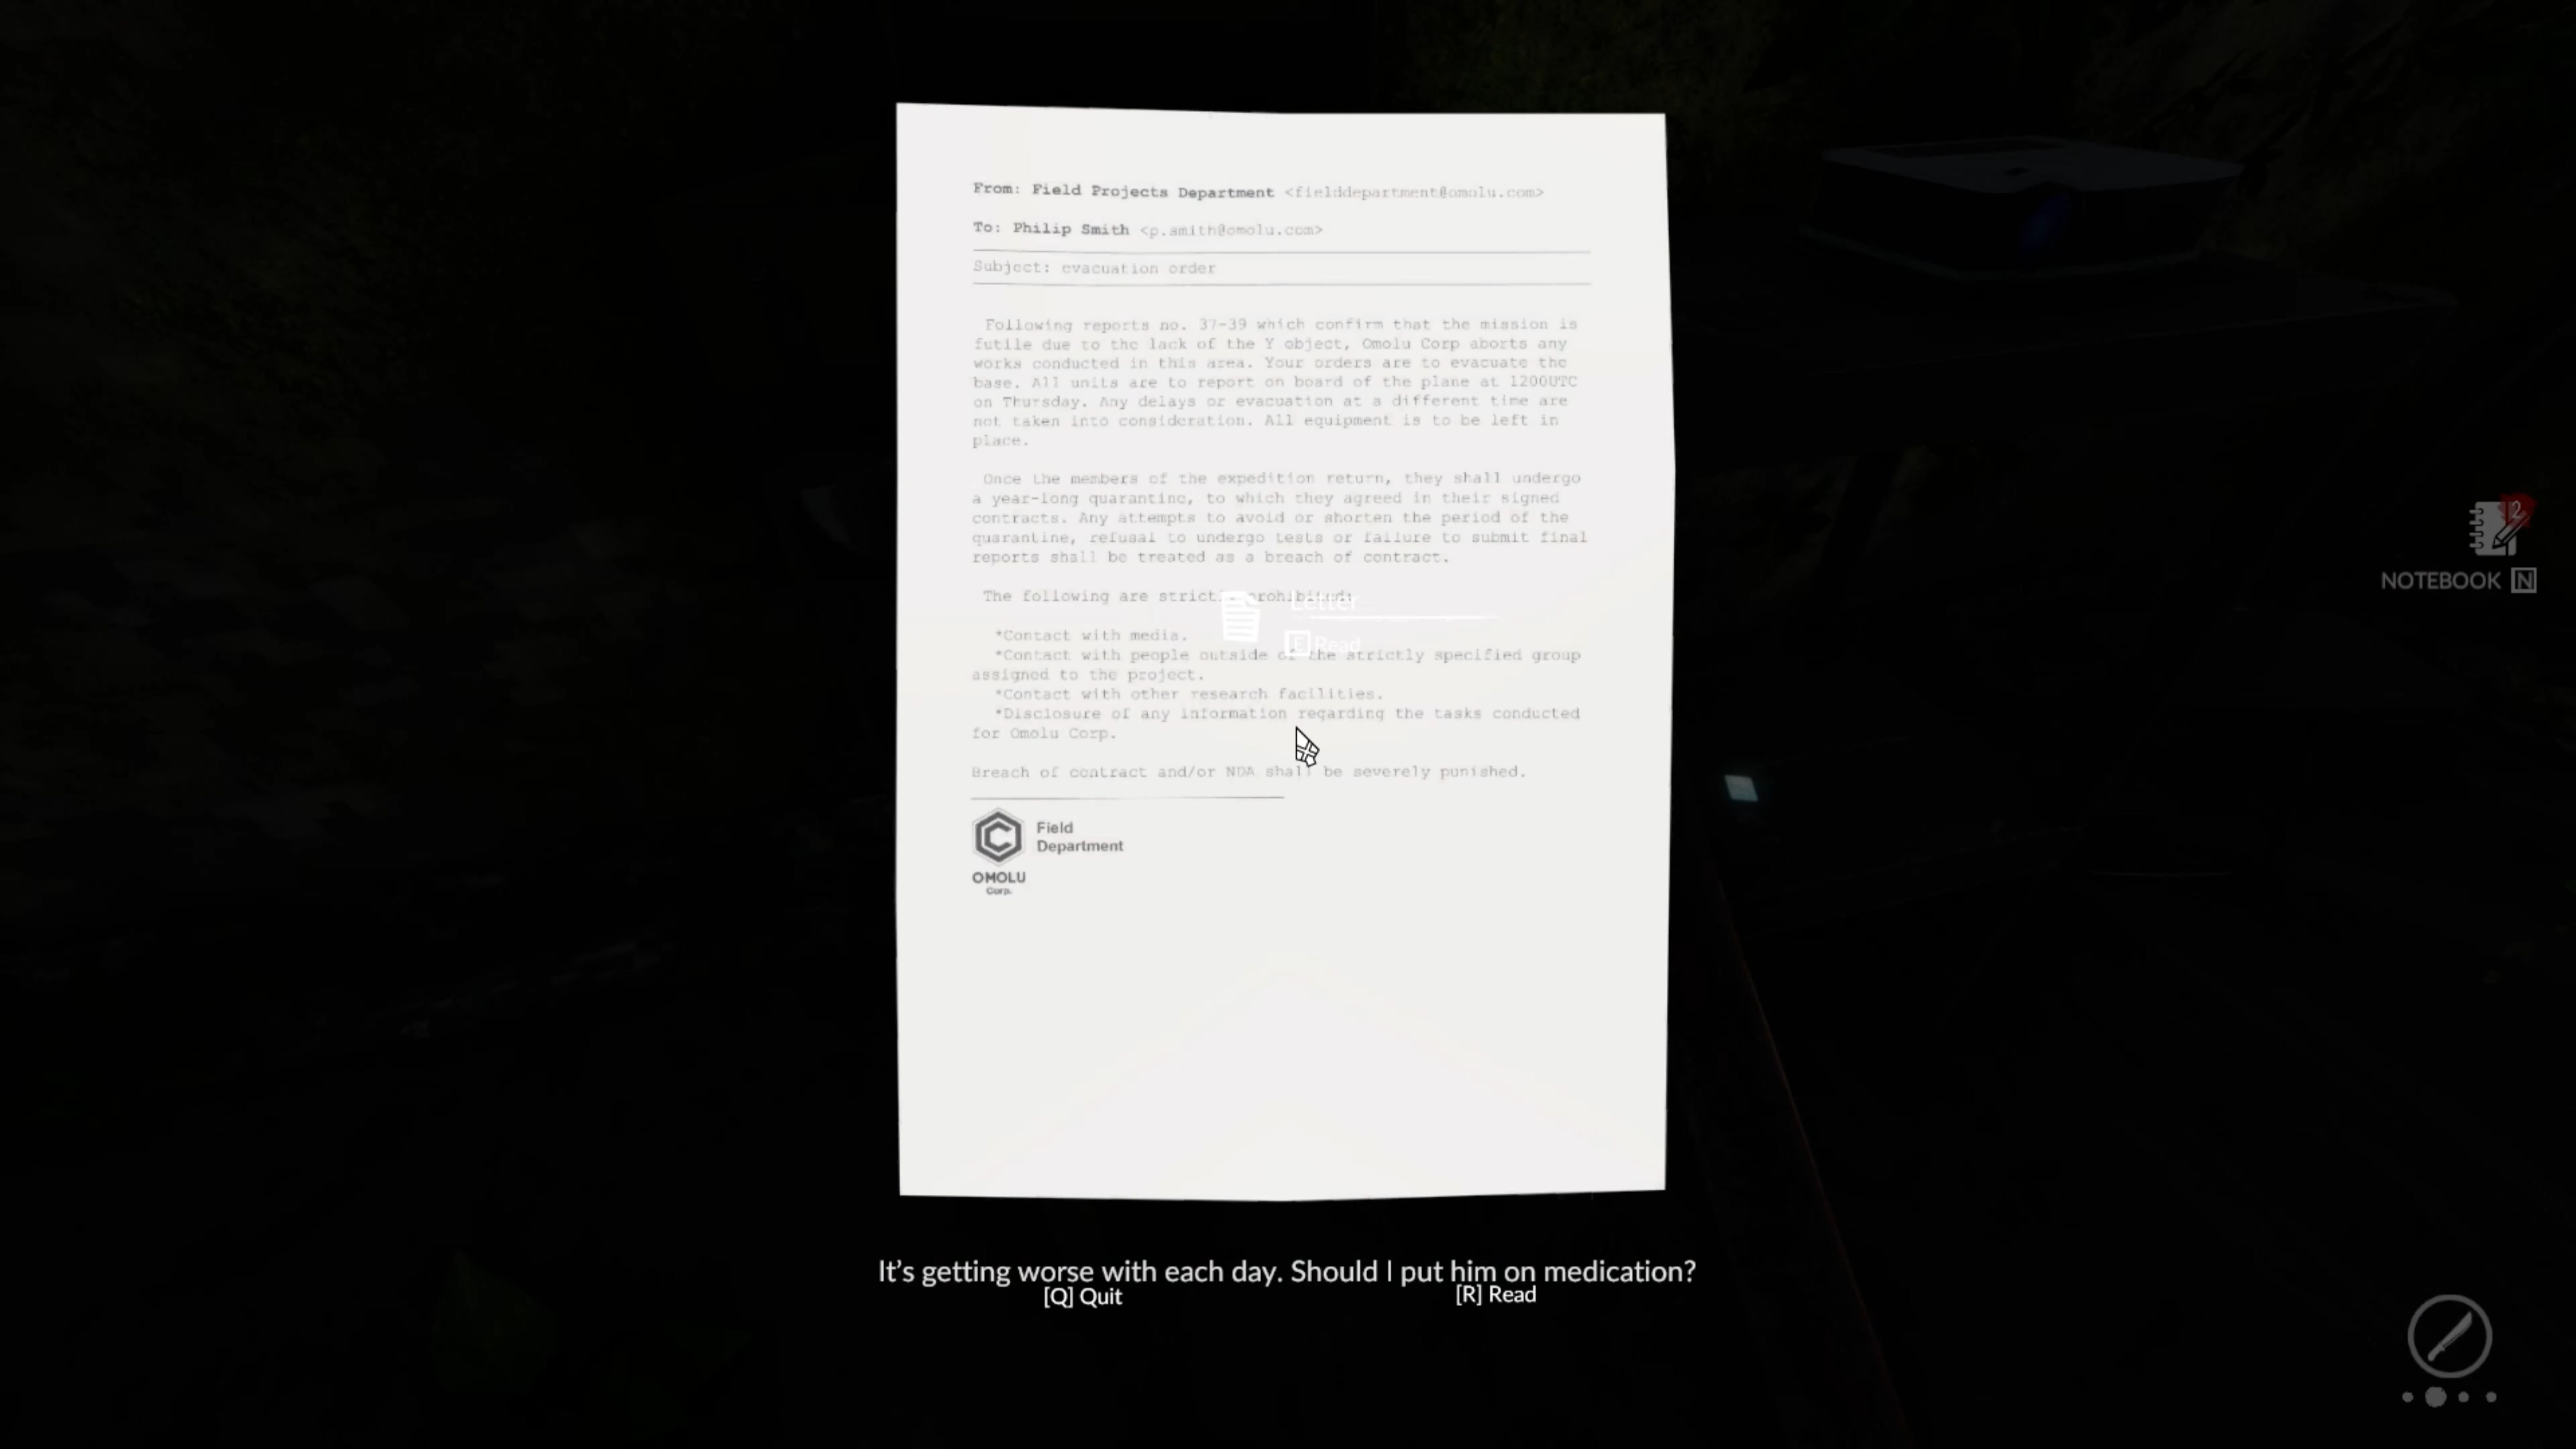 From: Field Projects Department <fielddepartment@omolu.com>
To: Philip Smith <p.smith@omolu.com>
Subject: evacuation order
Following reports no. 37-39 which confirm that the mission is
futile due to the lack of the Y object, Omolu Corp aborts any
works conducted in this area. Your orders are to evacuate the
base. All units are to report on board of the plane at 1200UTC
on Thursday. Any delays or evacuation at a different time are
not taken into consideration. All equipment is to be left in
place.
Once the members of the expedition return, they shall undergo
a year-long quarantine, to which they agreed in their signed
contracts. Any attempts to avoid or shorten the period of the
quarantine, refusal to undergo tests or failure to submit final
reports shall be treated as a breach of contract.
The following are strictly prohibited:
Letter
[E] Read
*Contact with media.
*Contact with people outside of the strictly specified group
assigned to the project.
*Contact with other research facilities.
*Disclosure of any information regarding the tasks conducted
for Omolu Corp.
Breach of contract and/or NDA shall be severely punished.
Field
Department
OMOLU
Corp.
2
NOTEBOOK [N]
It's getting worse with each day. Should I put him on medication?
[Q] Quit [R] Read